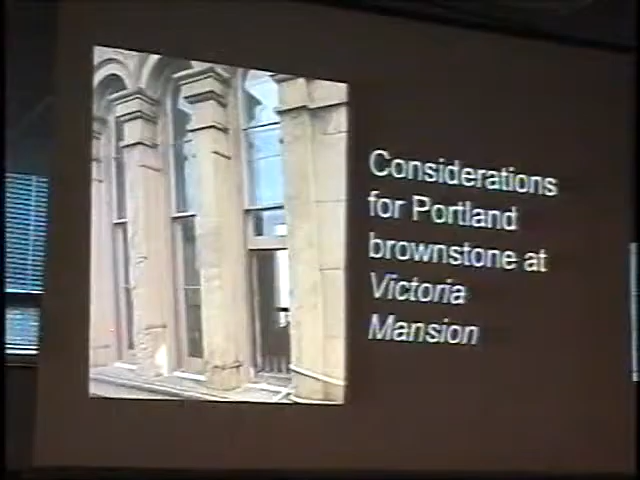 Considerations
for Portland
brownstone at
Victoria
Mansion